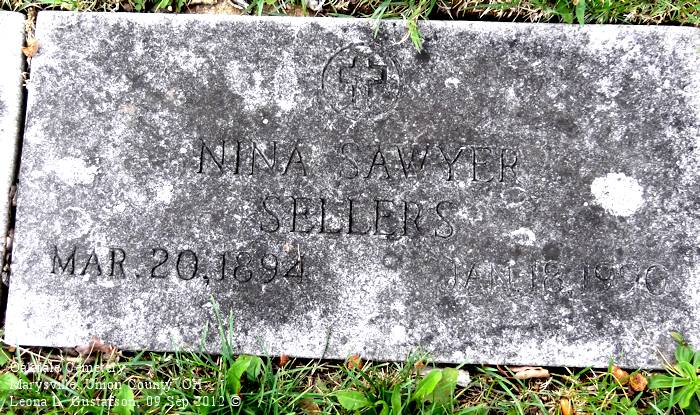 NINA SAWYER
SELLERS
MAR. 20, 1894 JAN. 18,
Oakdale Cemetery
Marysville, Union County, OH
Leona L. Gustafson, 09 Sep 2012 ©